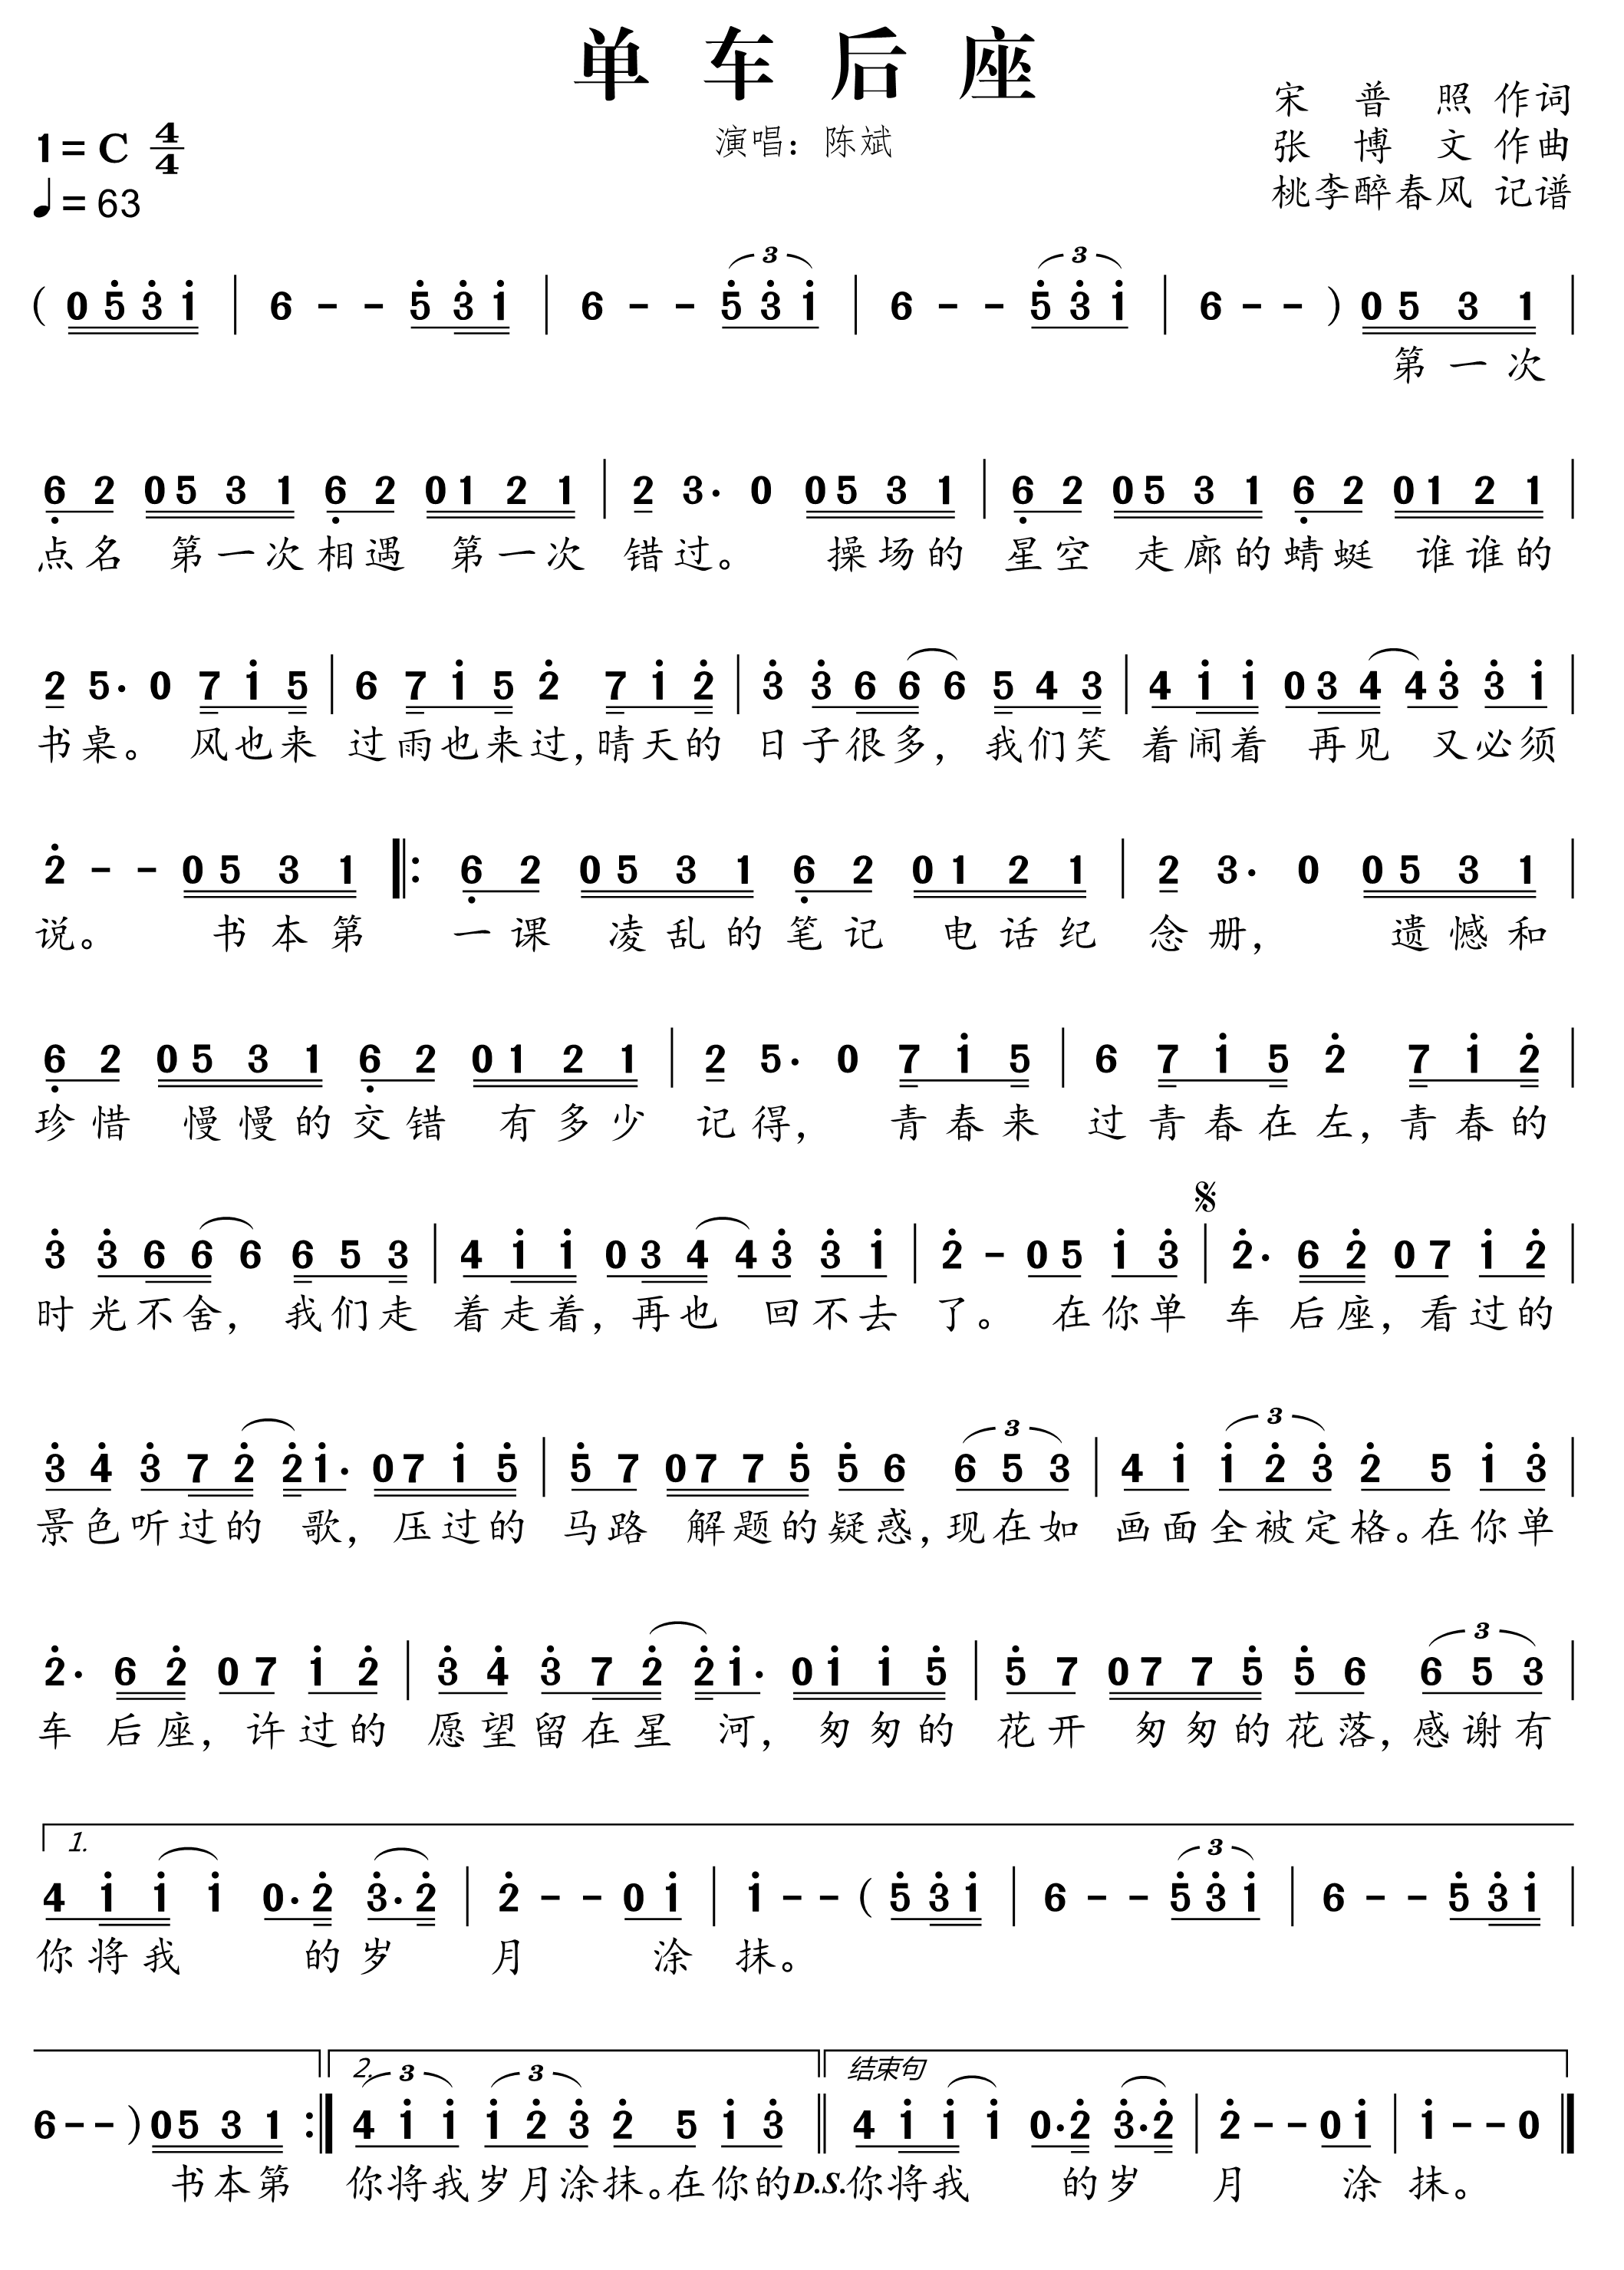 单车后座
宋普照 作词
演唱：陈斌
1=C 4/4
张博文 作曲
♩=63
桃李醉春风 记谱
( 0 5̇ 3̇ 1̇ | 6 - - 5̇ 3̇ 1̇ | 6 - - 5̇ 3̇ 1̇ | 6 - - 5̇ 3̇ 1̇ | 6 - - ) 0 5 3 1 |
第一次
6̣ 2 0 5 3 1 6̣ 2 0 1 2 1 | 2 3· 0 0 5 3 1 | 6̣ 2 0 5 3 1 6̣ 2 0 1 2 1 |
点名 第一次相遇 第一次 错过。 操场的 星空 走廊的蜻蜓 谁谁的
2 5· 0 7 1̇ 5 | 6 7 1̇ 5 2̇ 7 1̇ 2̇ | 3̇ 3̇ 6 6 6 5 4 3 | 4 1̇ 1̇ 0 3 4 4 3̇ 3̇ 1̇ |
书桌。 风也来 过雨也来过,晴天的 日子很多, 我们笑 着闹着 再见 又必须
2̇ - - 0 5 3 1 |: 6̣ 2 0 5 3 1 6̣ 2 0 1 2 1 | 2 3· 0 0 5 3 1 |
说。 书本第 一课 凌乱的笔记 电话纪 念册, 遗憾和
6̣ 2 0 5 3 1 6̣ 2 0 1 2 1 | 2 5· 0 7 1̇ 5 | 6 7 1̇ 5 2̇ 7 1̇ 2̇ |
珍惜 慢慢的交错 有多少 记得, 青春来 过青春在左,青春的
3̇ 3̇ 6 6 6 6 5 3 | 4 1̇ 1̇ 0 3 4 4 3̇ 3̇ 1̇ | 2̇ - 0 5 1̇ 3̇ | 2̇· 6 2̇ 0 7 1̇ 2̇ |
时光不舍, 我们走 着走着,再也 回不去 了。 在你单 车 后座,看过的
3̇ 4̇ 3̇ 7 2̇ 2̇ 1̇· 0 7 1̇ 5̇ | 5̇ 7 0 7 7 5̇ 5̇ 6 6 5 3 | 4 1̇ 1̇ 2̇ 3̇ 2̇ 5 1̇ 3̇ |
景色听过的 歌, 压过的 马路 解题的疑惑,现在如 画面全被定格。在你单
2̇· 6 2̇ 0 7 1̇ 2̇ | 3̇ 4̇ 3̇ 7 2̇ 2̇ 1̇· 0 1̇ 1̇ 5̇ | 5̇ 7 0 7 7 5̇ 5̇ 6 6 5 3 |
车 后座,许过的 愿望留在星 河, 匆匆的 花开 匆匆的花落,感谢有
1.
4 1̇ 1̇ 1̇ 0· 2̇ 3̇· 2̇ | 2̇ - - 0 1̇ | 1̇ - - ( 5̇ 3̇ 1̇ | 6 - - 5̇ 3̇ 1̇ | 6 - - 5̇ 3̇ 1̇ |
你将我 的岁 月 涂 抹。
2. 结束句
6 - - ) 0 5 3 1 :| 4 1̇ 1̇ 1̇ 2̇ 3̇ 2̇ 5 1̇ 3̇ || 4 1̇ 1̇ 1̇ 0· 2̇ 3̇· 2̇ | 2̇ - - 0 1̇ | 1̇ - - 0 |
书本第 你将我岁月涂抹。在你的D.S.你将我 的岁 月 涂 抹。